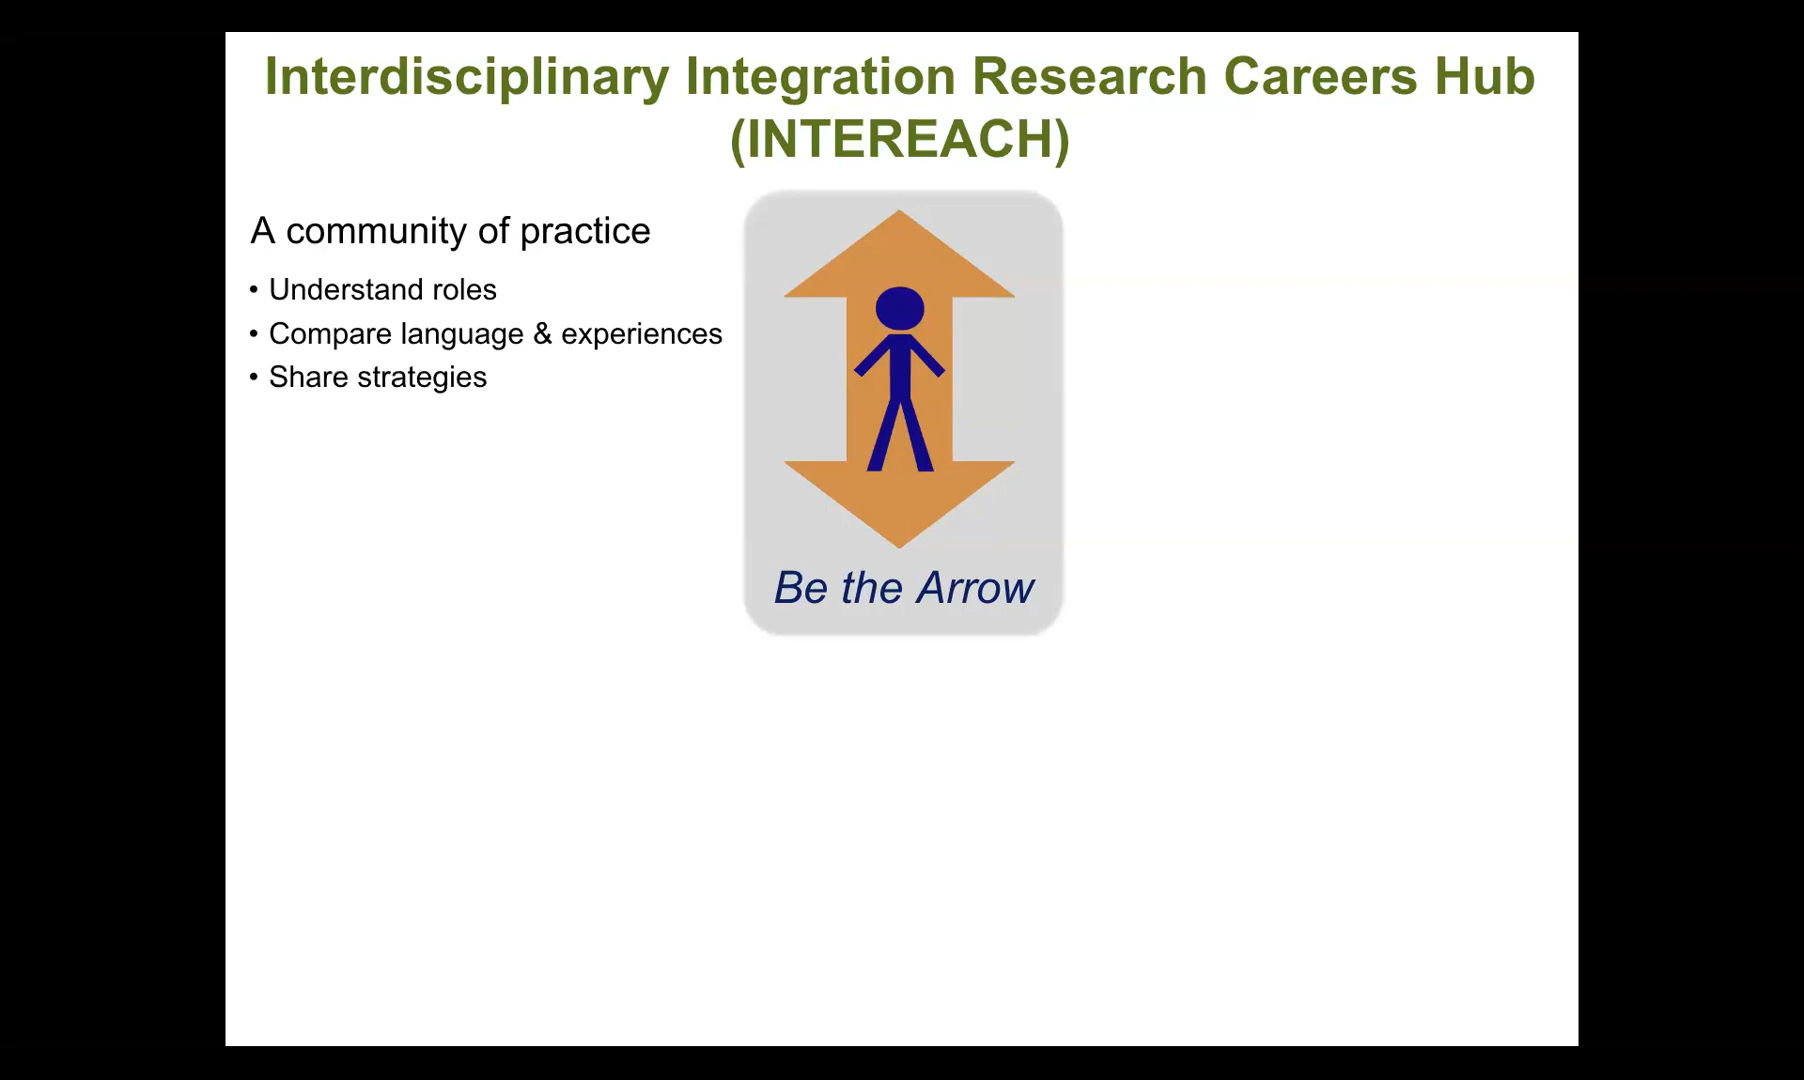 Interdisciplinary Integration Research Careers Hub
(INTEREACH)
A community of practice
• Understand roles
• Compare language & experiences
• Share strategies
Be the Arrow